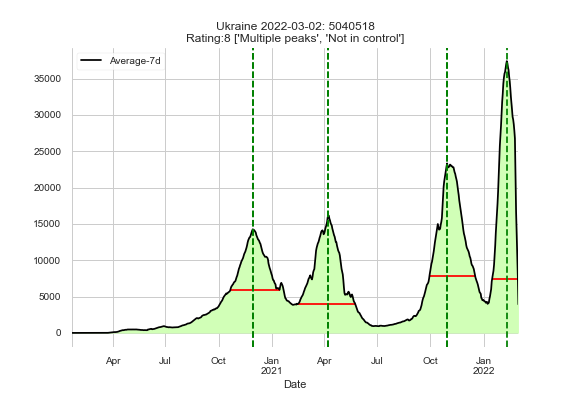 Ukraine 2022-03-02: 5040518
Rating:8 ['Multiple peaks', 'Not in control']
Average-7d
35000
30000
25000
20000
15000
10000
5000
0
Apr
Jul
Oct
Jan
2021
Apr
Jul
Oct
Jan
2022
Date